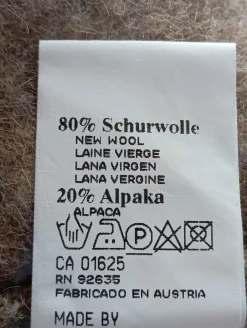 80% Schurwolle
NEW WOOL
LAINE VIERGE
LANA VIRGEN
LANA VERGINE
20% Alpaka
ALPACA
P
CA 01625
RN 92635
FABRICADO EN AUSTRIA
MADE BY